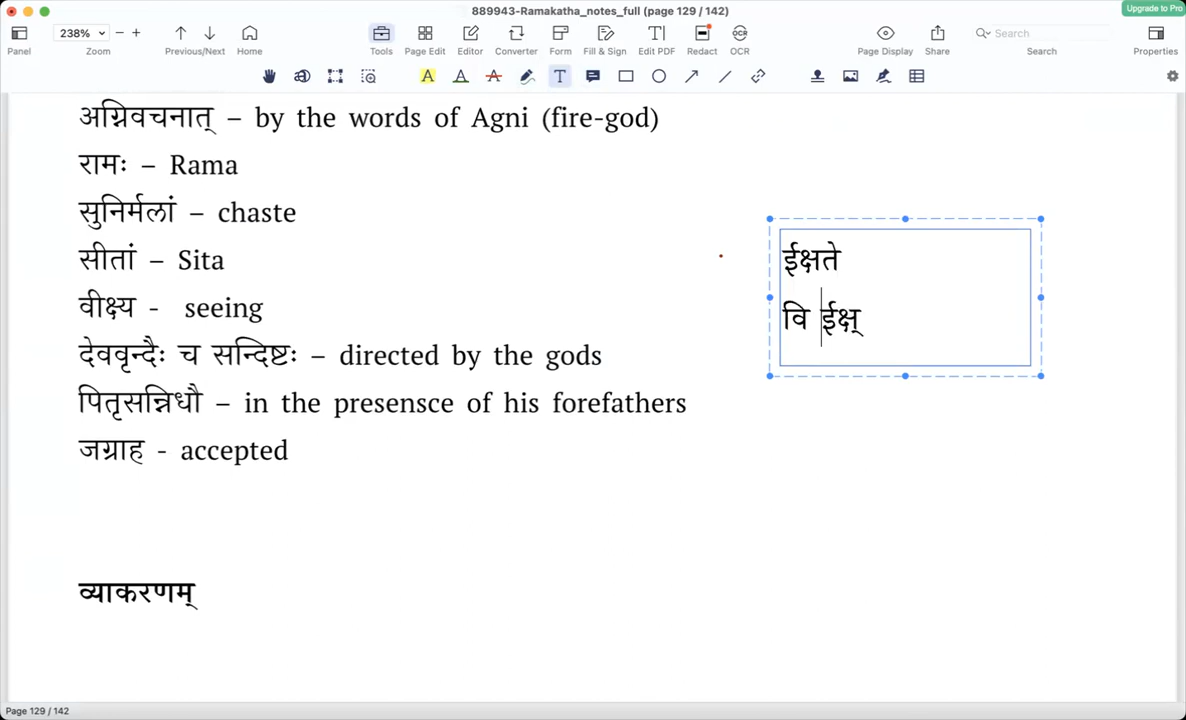 889943-Ramakatha_notes_full (page 129 / 142)
Upgrade to Pro
238%
Panel Zoom Previous/Next Home Tools Page Edit Editor Converter Form Fill & Sign Edit PDF Redact OCR Page Display Share Search Properties
Search
अग्निवचनात् – by the words of Agni (fire-god)
रामः – Rama
सुनिर्मलां – chaste
सीतां – Sita
वीक्ष्य - seeing
देववृन्दैः च सन्दिष्टः – directed by the gods
पितृसन्निधौ – in the presensce of his forefathers
जग्राह - accepted
ईक्षते
वि ईक्ष्
व्याकरणम्
Page 129 / 142